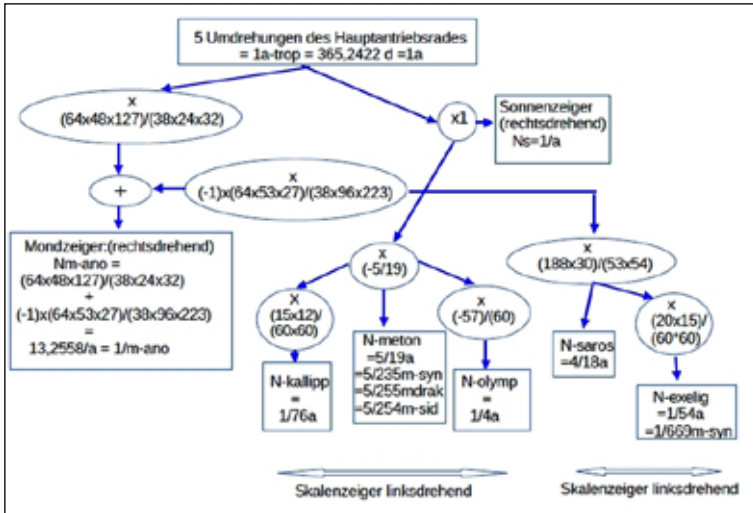 5 Umdrehungen des Hauptantriebsrades
= 1a-trop = 365,2422 d =1a
x
(64x48x127)/(38x24x32)
x1
Sonnenzeiger
(rechtsdrehend)
Ns=1/a
+
x
(-1)x(64x53x27)/(38x96x223)
Mondzeiger:(rechtsdrehend)
Nm-ano =
(64x48x127)/(38x24x32)
+
(-1)x(64x53x27)/(38x96x223)
=
13,2558/a = 1/m-ano
x
(-5/19)
x
(188x30)/(53x54)
x
(15x12)/
(60x60)
x
(-57)/(60)
x
(20x15)/
(60*60)
N-kallipp
=
1/76a
N-meton
=5/19a
=5/235m-syn
=5/255mdrak
=5/254m-sid
N-olymp
=
1/4a
N-saros
=4/18a
N-exelig
=1/54a
=1/669m-syn
Skalenzeiger linksdrehend
Skalenzeiger linksdrehend